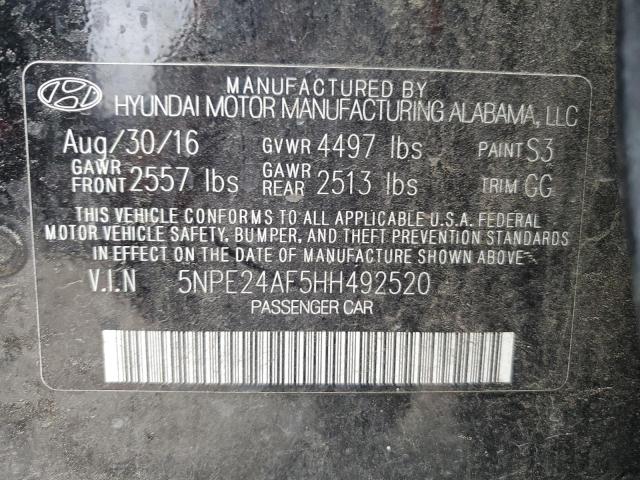 MANUFACTURED BY
HYUNDAI MOTOR MANUFACTURING ALABAMA, LLC
Aug/30/16 GVWR 4497 lbs PAINT S3
GAWR FRONT 2557 lbs GAWR REAR 2513 lbs TRIM GG
THIS VEHICLE CONFORMS TO ALL APPLICABLE U.S.A. FEDERAL
MOTOR VEHICLE SAFETY, BUMPER, AND THEFT PREVENTION STANDARDS
IN EFFECT ON THE DATE OF MANUFACTURE SHOWN ABOVE.
V.I.N 5NPE24AF5HH492520
PASSENGER CAR